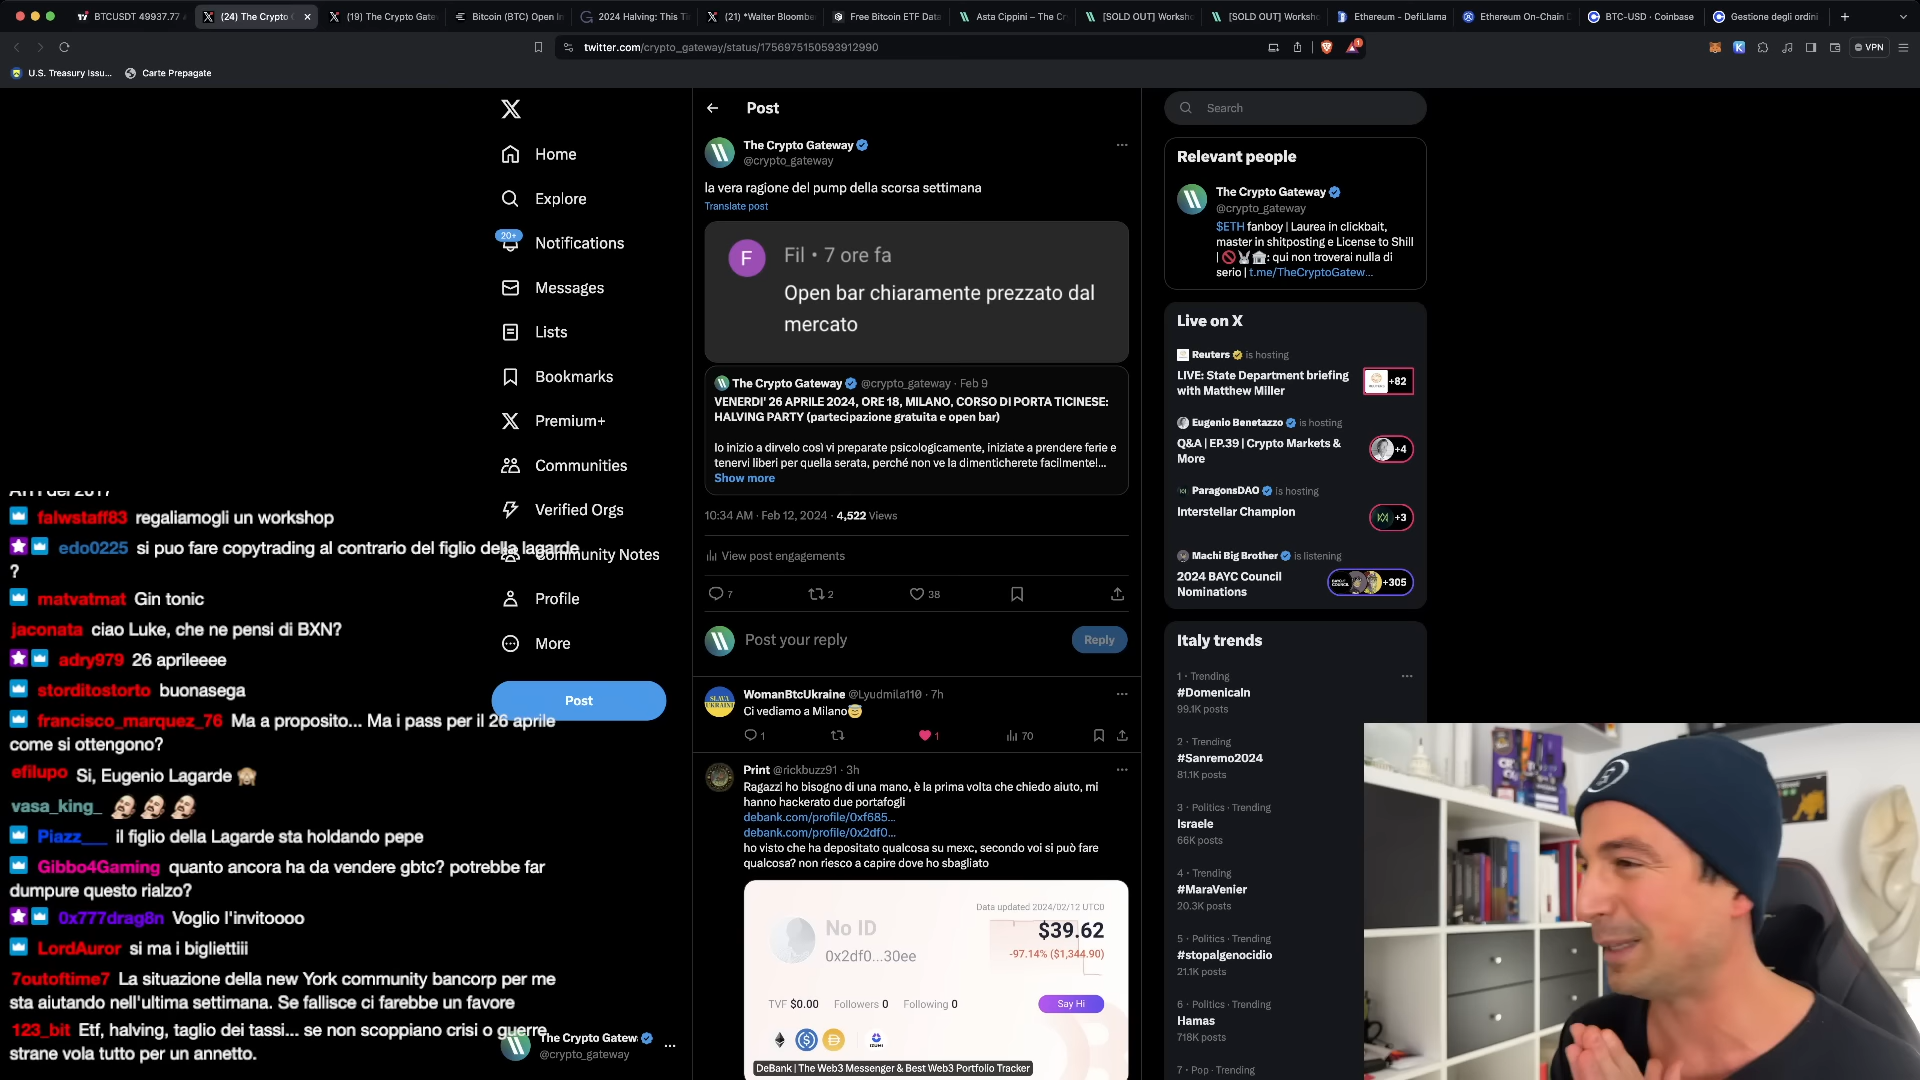 BTCUSDT 49937.77
(24) The Crypto
(19) The Crypto Gate
Bitcoin (BTC) Open In
2024 Halving: This Ti
(21) *Walter Bloombe
Free Bitcoin ETF Data
Asta Cippini – The Cr
[SOLD OUT] Worksho
[SOLD OUT] Worksho
Ethereum - DefiLlama
Ethereum On-Chain D
BTC-USD · Coinbase
Gestione degli ordini
twitter.com/crypto_gateway/status/1756975150593912990
VPN
U.S. Treasury Issu...
Carte Prepagate
Home
Explore
20+
Notifications
Messages
Lists
Bookmarks
Premium+
Communities
Verified Orgs
Community Notes
Profile
More
Post
The Crypto Gatew
@crypto_gateway
Post
The Crypto Gateway
@crypto_gateway
la vera ragione del pump della scorsa settimana
Translate post
F
Fil • 7 ore fa
Open bar chiaramente prezzato dal
mercato
The Crypto Gateway @crypto_gateway · Feb 9
VENERDI' 26 APRILE 2024, ORE 18, MILANO, CORSO DI PORTA TICINESE:
HALVING PARTY (partecipazione gratuita e open bar)
Io inizio a dirvelo così vi preparate psicologicamente, iniziate a prendere ferie e
tenervi liberi per quella serata, perché non ve la dimenticherete facilmente!...
Show more
10:34 AM · Feb 12, 2024 · 4,522 Views
View post engagements
7
2
38
Post your reply
Reply
WomanBtcUkraine @Lyudmila110 · 7h
Ci vediamo a Milano
1
1
70
Print @rickbuzz91 · 3h
Ragazzi ho bisogno di una mano, è la prima volta che chiedo aiuto, mi
hanno hackerato due portafogli
debank.com/profile/0xf685...
debank.com/profile/0x2df0...
ho visto che ha depositato qualcosa su mexc, secondo voi si può fare
qualcosa? non riesco a capire dove ho sbagliato
Data updated 2024/02/12 UTC0
No ID
$39.62
0x2df0...30ee
-97.14% ($1,344.90)
TVF $0.00 Followers 0 Following 0
Say Hi
IZUMI
DeBank | The Web3 Messenger & Best Web3 Portfolio Tracker
Search
Relevant people
The Crypto Gateway
@crypto_gateway
$ETH fanboy | Laurea in clickbait,
master in shitposting e License to Shill
| : qui non troverai nulla di
serio | t.me/TheCryptoGatew...
Live on X
Reuters is hosting
LIVE: State Department briefing
with Matthew Miller
+82
Eugenio Benetazzo is hosting
Q&A | EP.39 | Crypto Markets &
More
+4
ParagonsDAO is hosting
Interstellar Champion
+3
Machi Big Brother is listening
2024 BAYC Council
Nominations
+305
Italy trends
1 · Trending
#Domenicain
99.1K posts
2 · Trending
#Sanremo2024
81.1K posts
3 · Politics · Trending
Israele
66K posts
4 · Trending
#MaraVenier
20.3K posts
5 · Politics · Trending
#stopalgenocidio
21.1K posts
6 · Politics · Trending
Hamas
718K posts
7 · Pop · Trending
del 2017
falwstaff83 regaliamogli un workshop
edo0225 si puo fare copytrading al contrario del figlio della lagarde
?
matvatmat Gin tonic
jaconata ciao Luke, che ne pensi di BXN?
adry979 26 aprileeee
storditostorto buonasega
francisco_marquez_76 Ma a proposito... Ma i pass per il 26 aprile
come si ottengono?
efilupo Si, Eugenio Lagarde
vasa_king_
Piazz___ il figlio della Lagarde sta holdando pepe
Gibbo4Gaming quanto ancora ha da vendere gbtc? potrebbe far
dumpure questo rialzo?
0x777drag8n Voglio l'invitoooo
LordAuror si ma i bigliettiii
7outoftime7 La situazione della new York community bancorp per me
sta aiutando nell'ultima settimana. Se fallisce ci farebbe un favore
123_bit Etf, halving, taglio dei tassi... se non scoppiano crisi o guerre
strane vola tutto per un annetto.